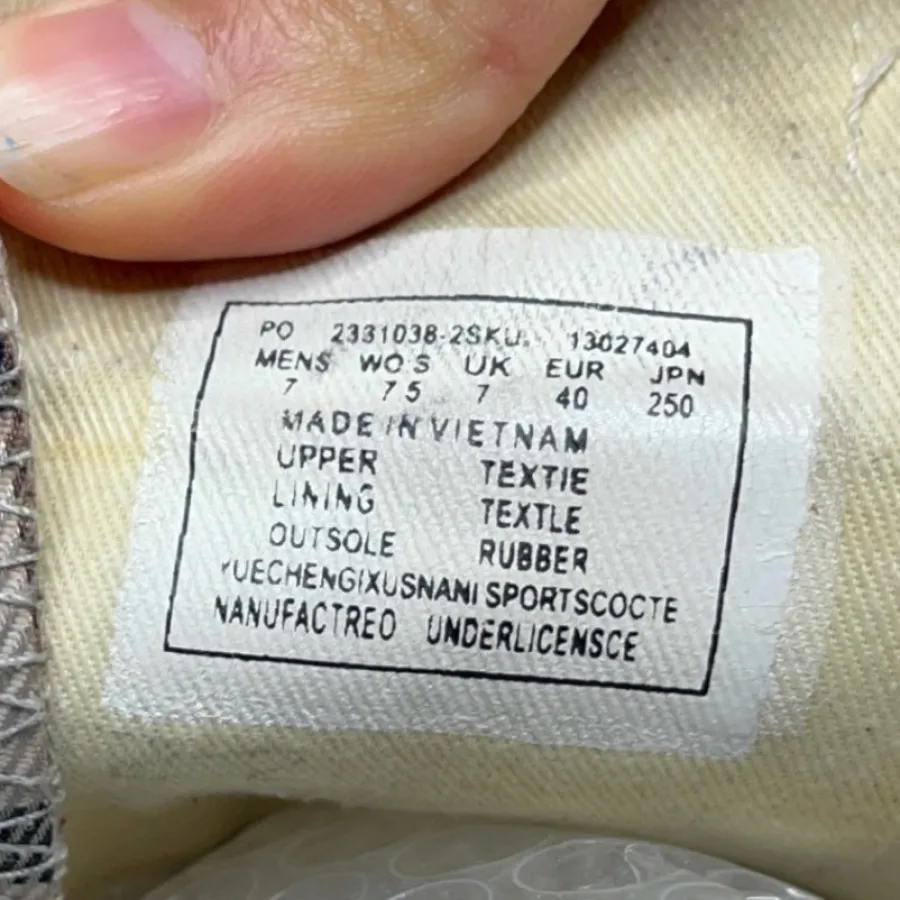 PO 2331038-2SKU. 13027404
MENS WO'S UK EUR JPN
7 7 5 7 40 250
MADE IN VIETNAM
UPPER TEXTIE
LINING TEXTLE
OUTSOLE RUBBER
YUECHENGIXUSNANI SPORTSCOCTE
NANUFACTREO UNDERLICENSCE